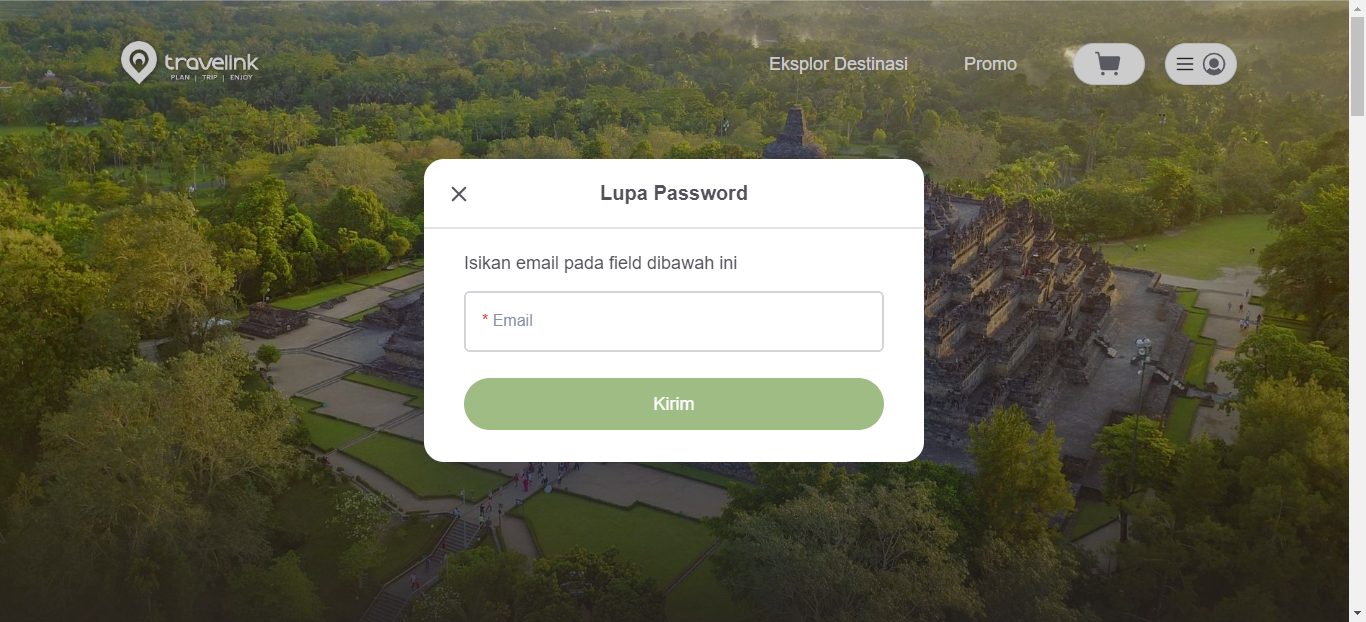 travelink
PLAN | TRIP | ENJOY
Eksplor Destinasi
Promo
Lupa Password
Isikan email pada field dibawah ini
* Email
Kirim